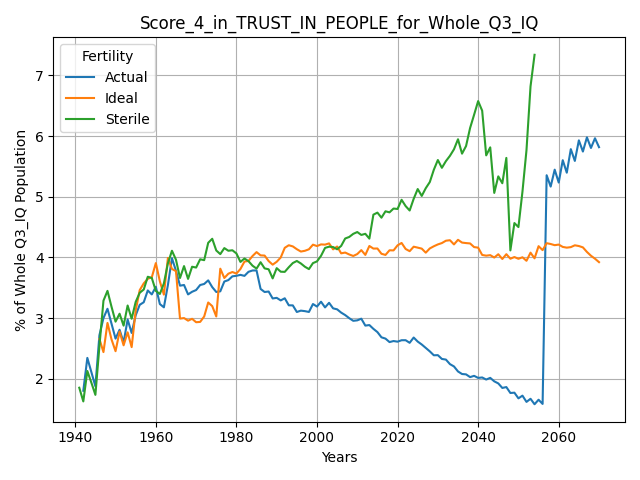 Score_4_in_TRUST_IN_PEOPLE_for_Whole_Q3_IQ
Fertility
Actual
Ideal
Sterile
% of Whole Q3_IQ Population
7
6
5
4
3
2
1940 1960 1980 2000 2020 2040 2060
Years